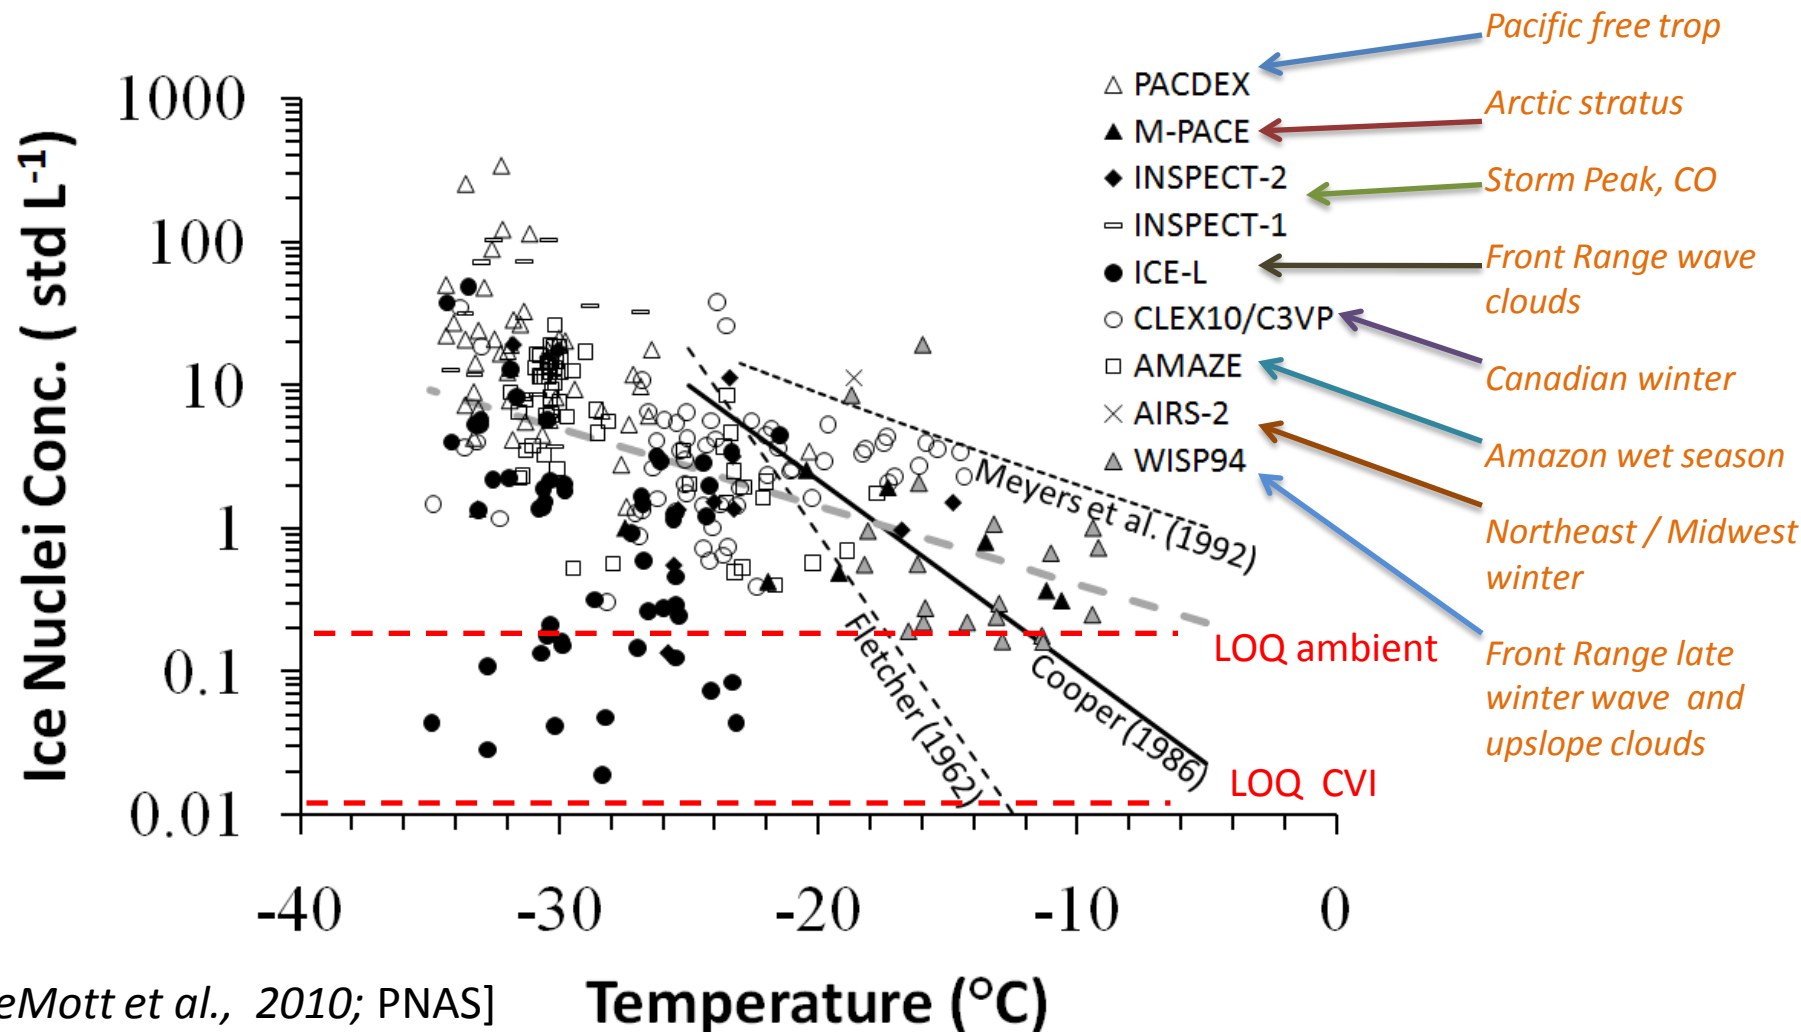 Pacific free trop
PACDEX
Arctic stratus
M-PACE
Storm Peak, CO
INSPECT-2
INSPECT-1
Front Range wave
clouds
ICE-L
CLEX10/C3VP
Canadian winter
AMAZE
AIRS-2
Amazon wet season
WISP94
Northeast / Midwest
winter
Front Range late
winter wave and
upslope clouds
Ice Nuclei Conc. ( std L-1)
1000
100
10
1
0.1
0.01
Meyers et al. (1992)
Fletcher (1962)
Cooper (1986)
LOQ ambient
LOQ CVI
-40
-30
-20
-10
0
Temperature (°C)
eMott et al., 2010; PNAS]